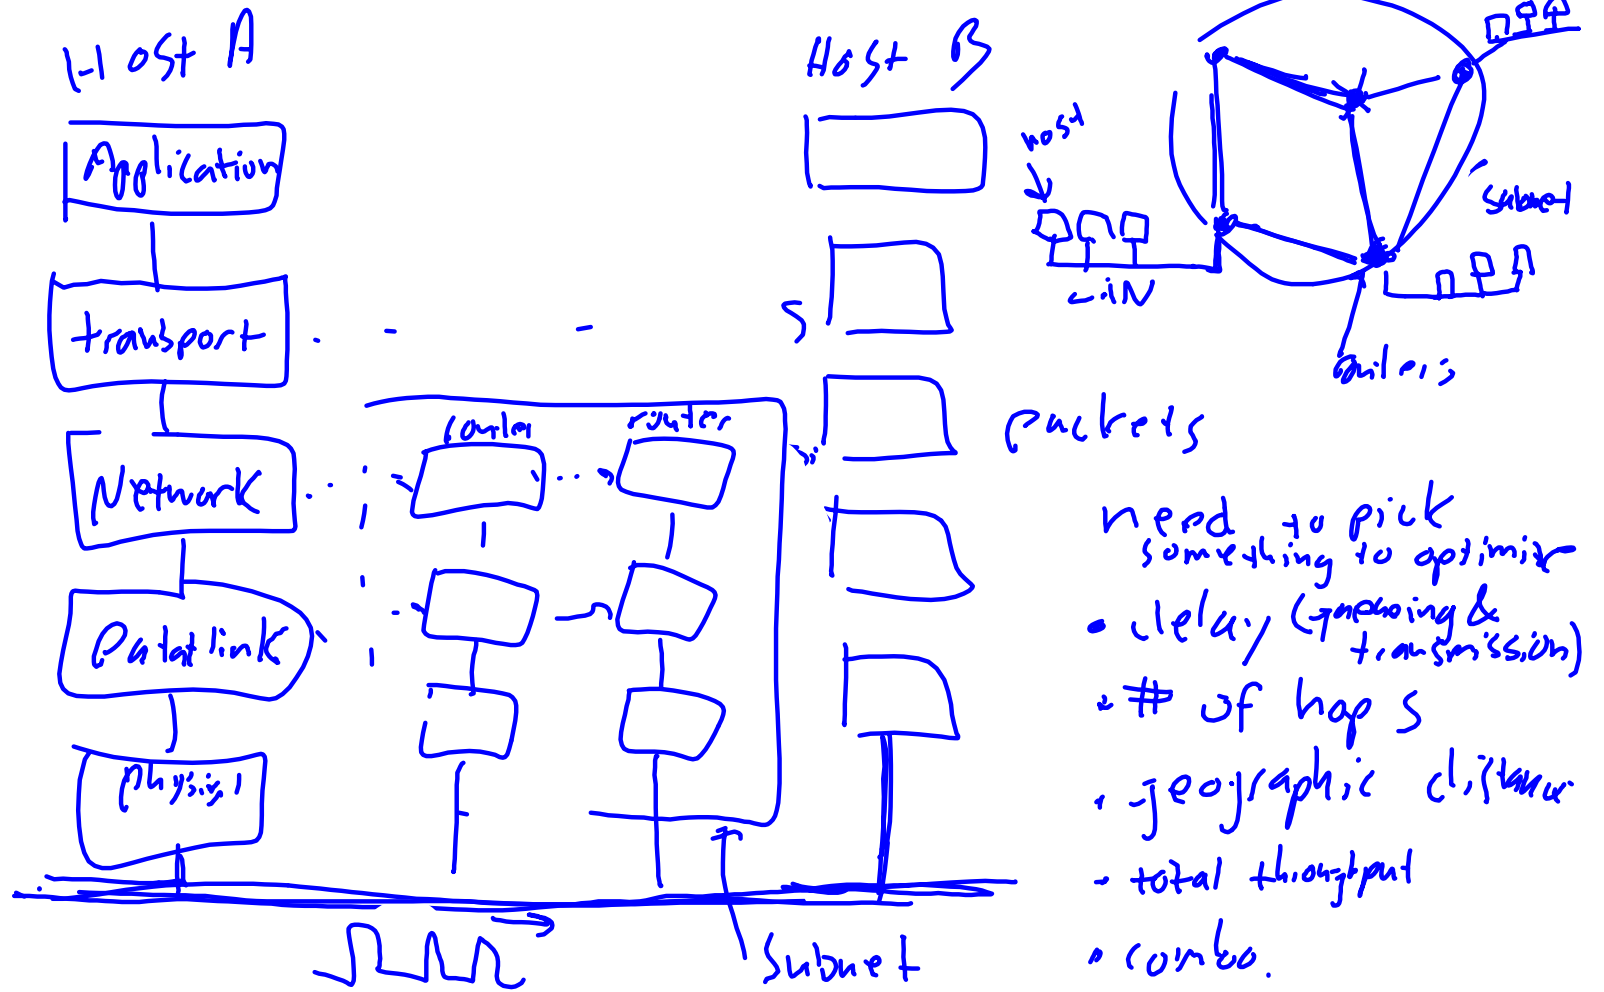 Host A
Application
transport
Network
Datalink
physical
router
router
Host B
host
LAN
subnet
routers
packets
need to pick
something to optimize
• delay (queueing &
transmission)
• # of hops
• geographic distance
• total throughput
• combo.
subnet